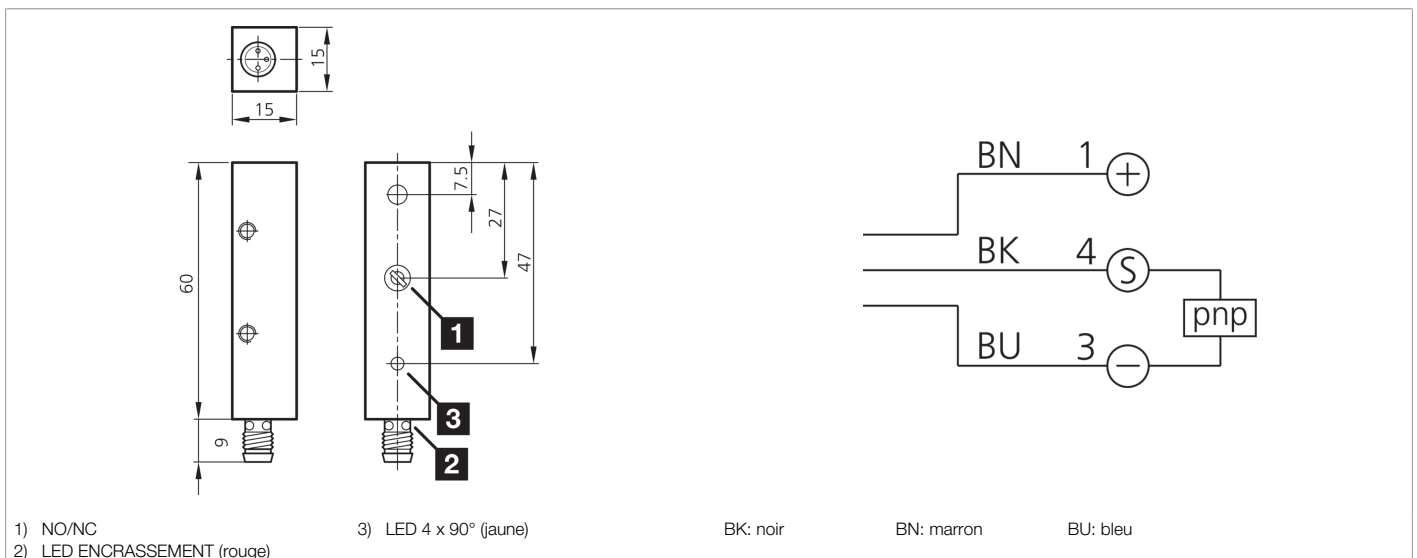 15
15
60
9
7.5
27
47
1
3
2
BN 1 +
BK 4 S
pnp
BU 3 −
1) NO/NC
2) LED ENCRASSEMENT (rouge)
3) LED 4 x 90° (jaune)
BK: noir
BN: marron
BU: bleu